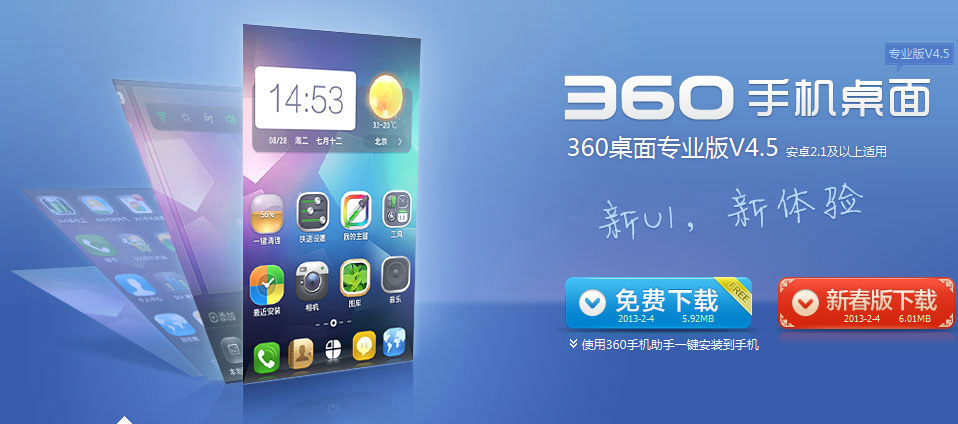 专业版V4.5
360手机桌面
360桌面专业版V4.5 安卓2.1及以上适用
新UI，新体验
免费下载
FREE
2013-2-4 5.92MB
新春版下载
2013-2-4 6.01MB
使用360手机助手一键安装到手机
14:53
33~20℃
08/28 周二 七月十二
北京
56%
一键清理
快速设置
我的主题
工具
最近安装
相机
图库
音乐
添加